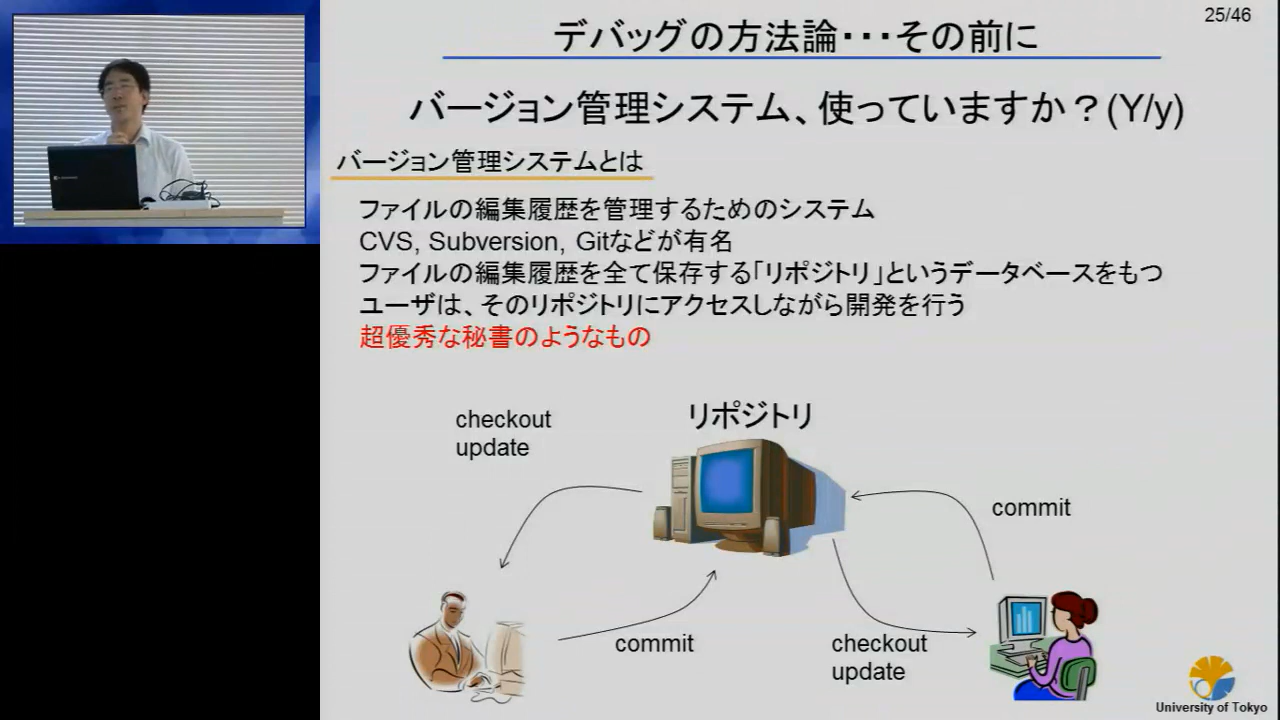 25/46
デバッグの方法論・・・その前に
バージョン管理システム、使っていますか？(Y/y)
バージョン管理システムとは
ファイルの編集履歴を管理するためのシステム
CVS, Subversion, Gitなどが有名
ファイルの編集履歴を全て保存する「リポジトリ」というデータベースをもつ
ユーザは、そのリポジトリにアクセスしながら開発を行う
超優秀な秘書のようなもの
リポジトリ
checkout
update
commit
commit
checkout
update
University of Tokyo